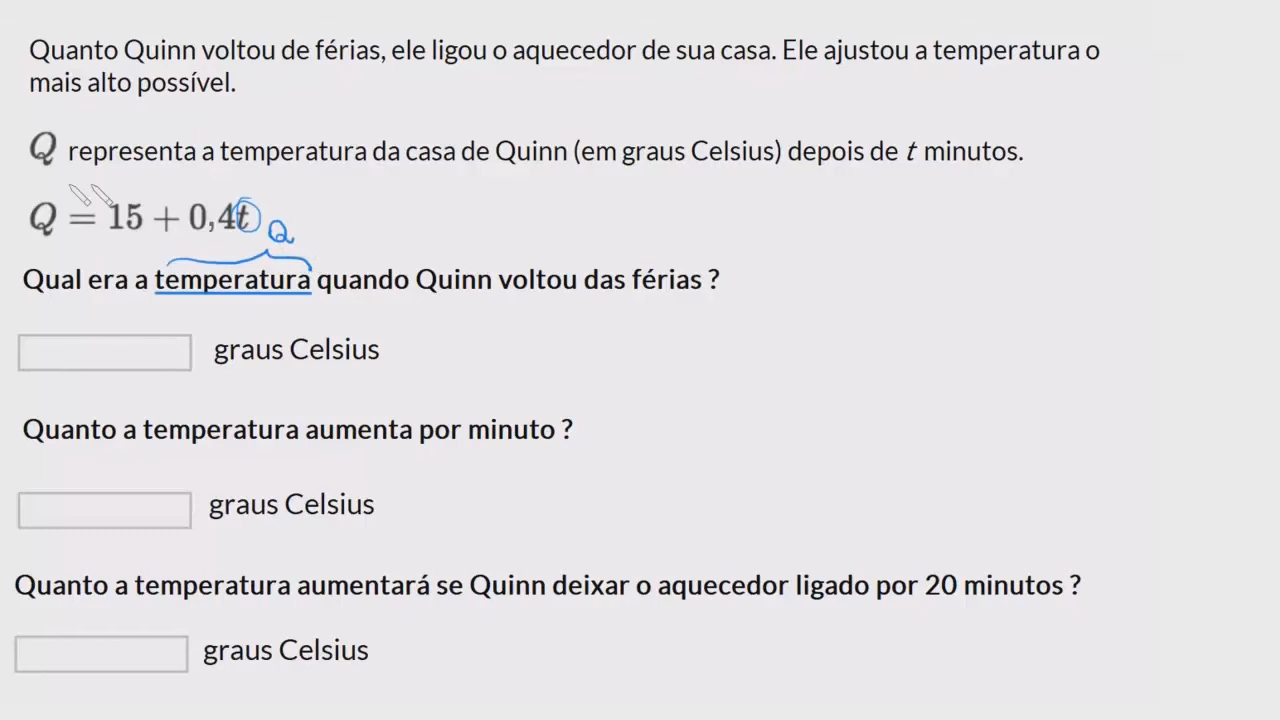 Quanto Quinn voltou de férias, ele ligou o aquecedor de sua casa. Ele ajustou a temperatura o
mais alto possível.
Q representa a temperatura da casa de Quinn (em graus Celsius) depois de t minutos.
Q = 15 + 0,4t
Q
Qual era a temperatura quando Quinn voltou das férias ?
graus Celsius
Quanto a temperatura aumenta por minuto ?
graus Celsius
Quanto a temperatura aumentará se Quinn deixar o aquecedor ligado por 20 minutos ?
graus Celsius